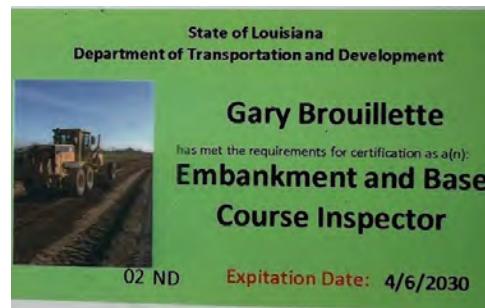 State of Louisiana
Department of Transportation and Development
Gary Brouillette
has met the requirements for certification as a(n):
Embankment and Base
Course Inspector
02 ND Expitation Date: 4/6/2030